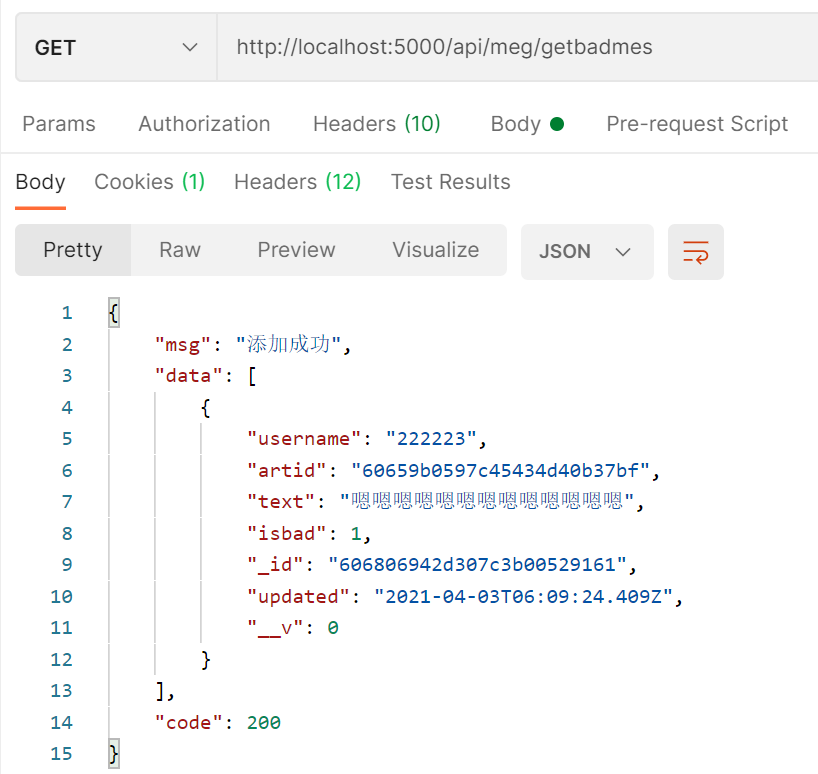 GET http://localhost:5000/api/meg/getbadmes
Params Authorization Headers (10) Body Pre-request Script
Body Cookies (1) Headers (12) Test Results
Pretty Raw Preview Visualize JSON
1 {
2 "msg": "添加成功",
3 "data": [
4 {
5 "username": "222223",
6 "artid": "60659b0597c45434d40b37bf",
7 "text": "嗯嗯嗯嗯嗯嗯嗯嗯嗯嗯嗯嗯嗯",
8 "isbad": 1,
9 "_id": "606806942d307c3b00529161",
10 "updated": "2021-04-03T06:09:24.409Z",
11 "__v": 0
12 }
13 ],
14 "code": 200
15 }